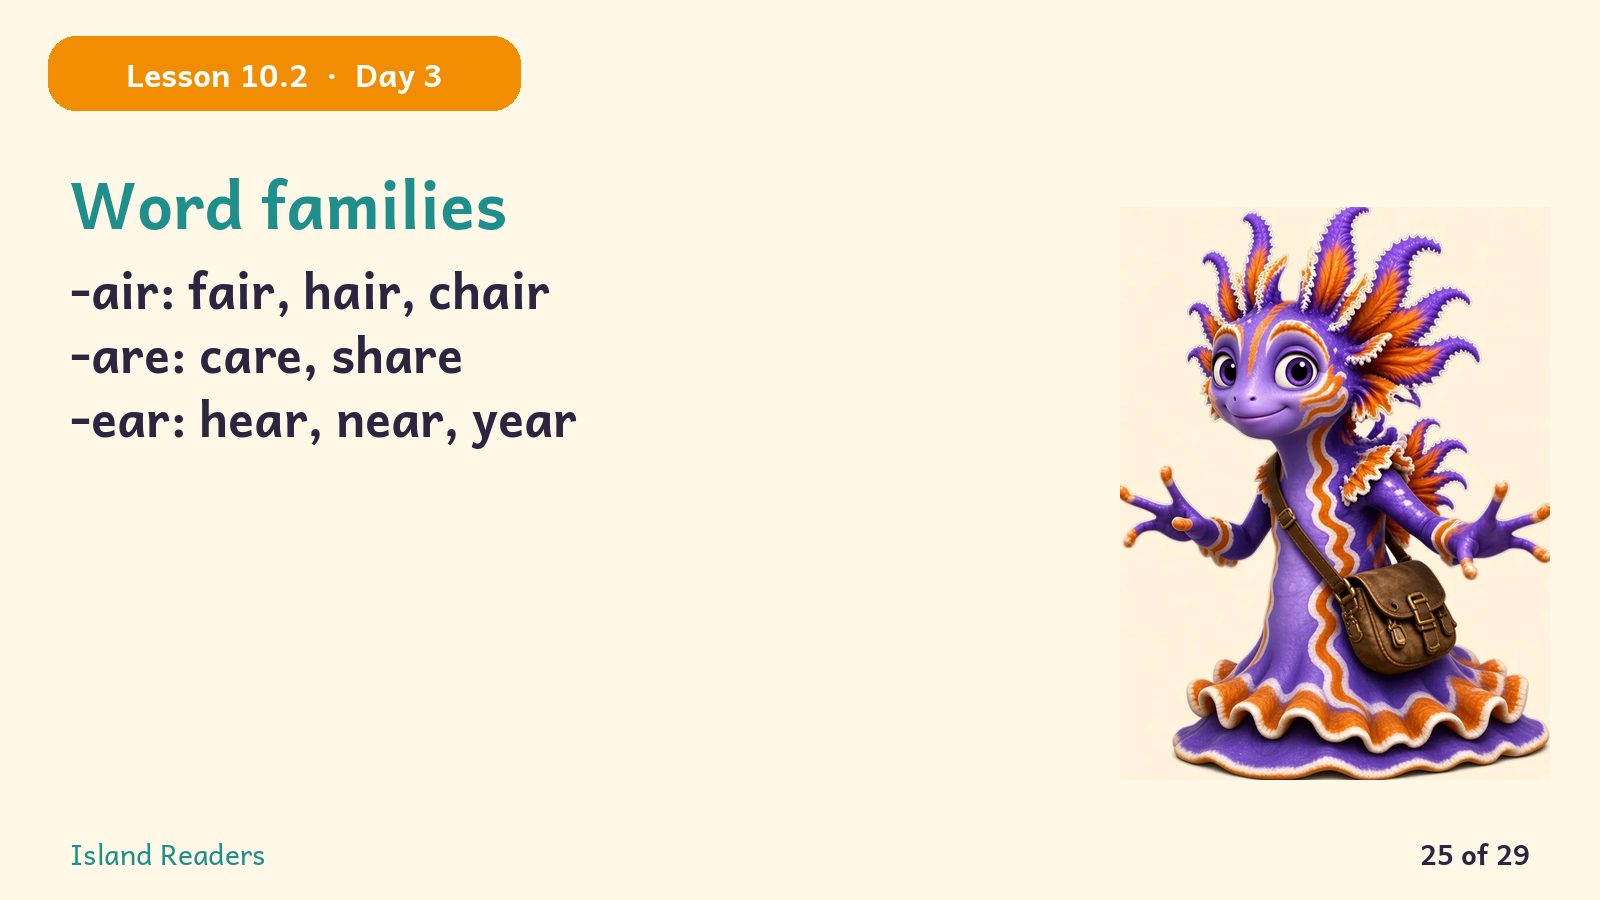 Lesson 10.2 · Day 3
Word families
-air: fair, hair, chair
-are: care, share
-ear: hear, near, year
Island Readers
25 of 29